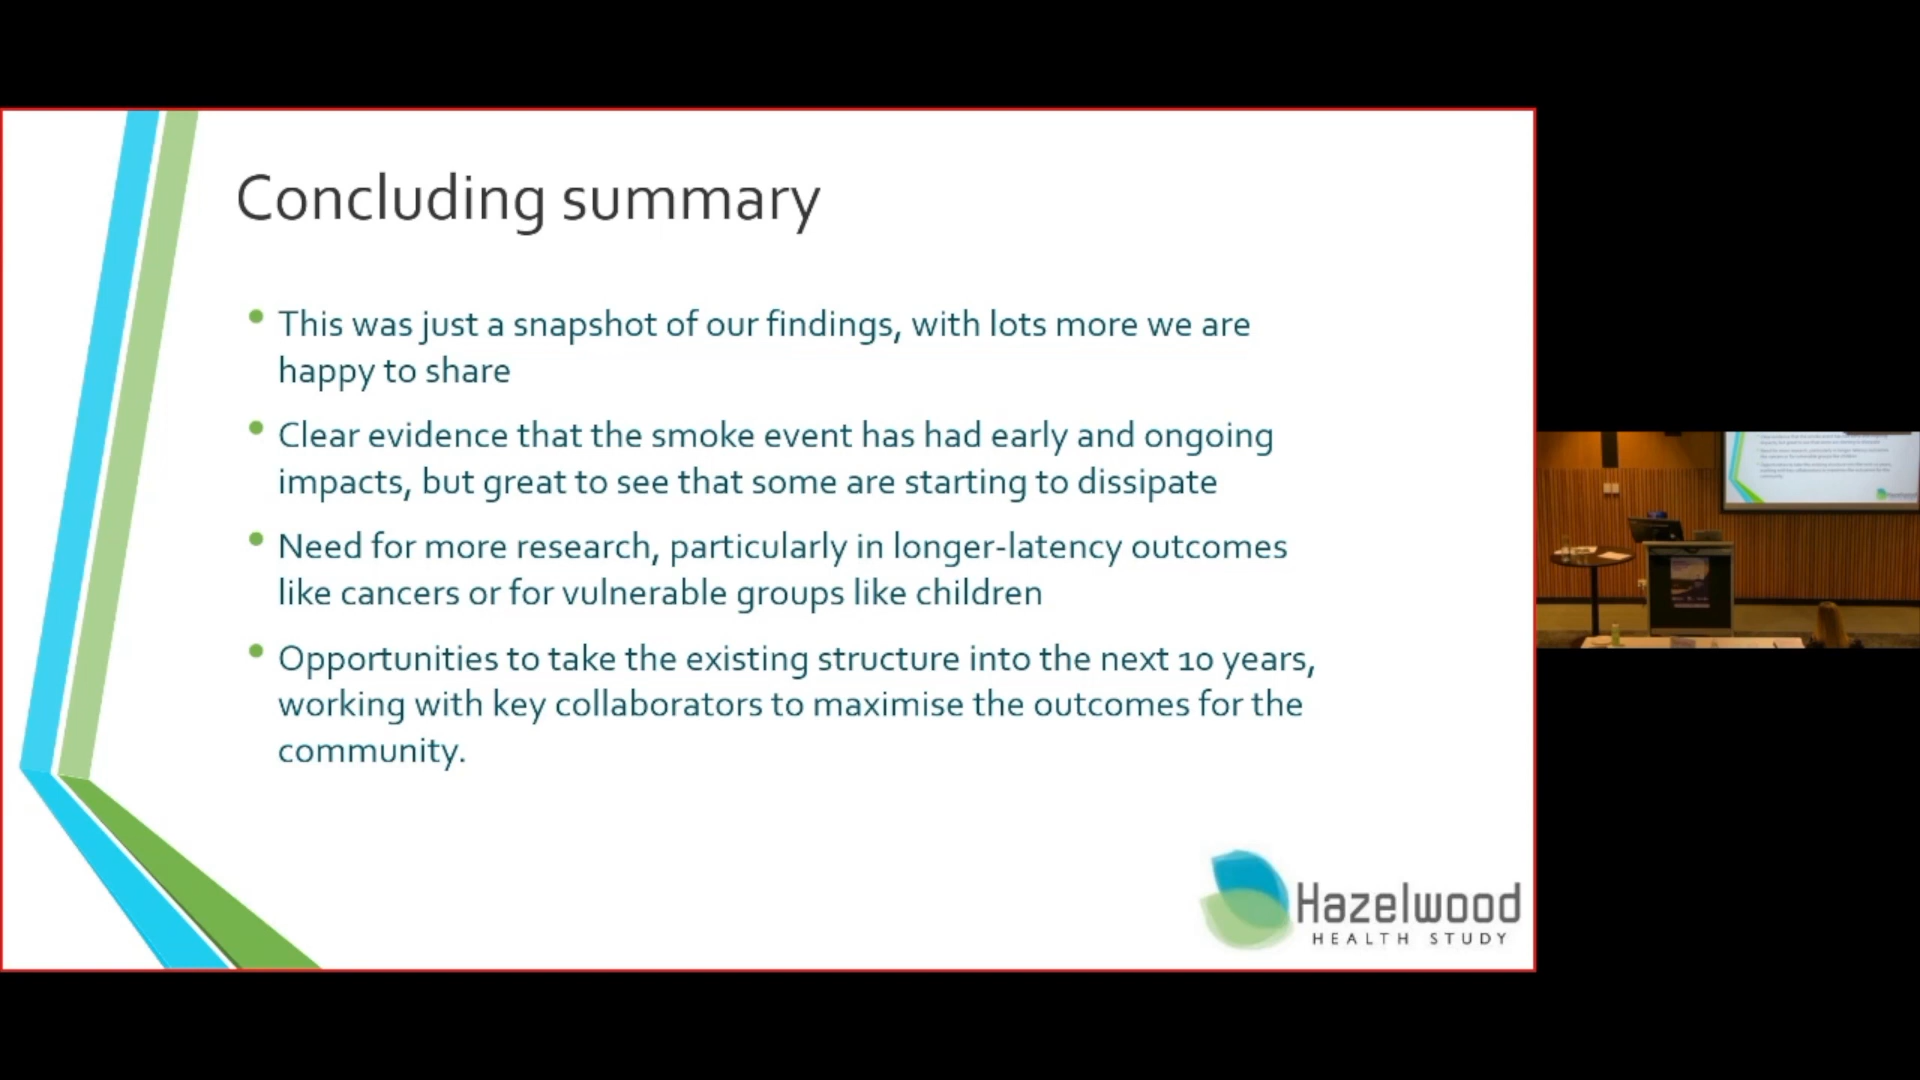 Concluding summary
• This was just a snapshot of our findings, with lots more we are
happy to share
• Clear evidence that the smoke event has had early and ongoing
impacts, but great to see that some are starting to dissipate
• Need for more research, particularly in longer-latency outcomes
like cancers or for vulnerable groups like children
• Opportunities to take the existing structure into the next 10 years,
working with key collaborators to maximise the outcomes for the
community.
Hazelwood
HEALTH STUDY